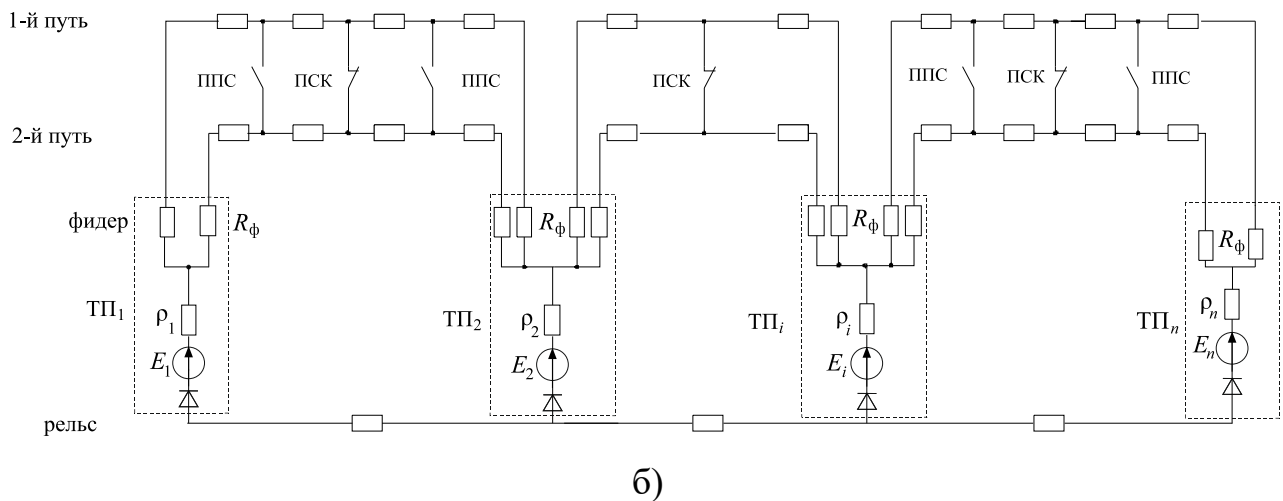 1-й путь
ППС ПСК ППС ПСК ППС ПСК ППС
2-й путь
фидер Rф Rф Rф Rф
ТП1 ρ1 ТП2 ρ2 ТПi ρi ТПn ρn
E1 E2 Ei En
рельс
б)